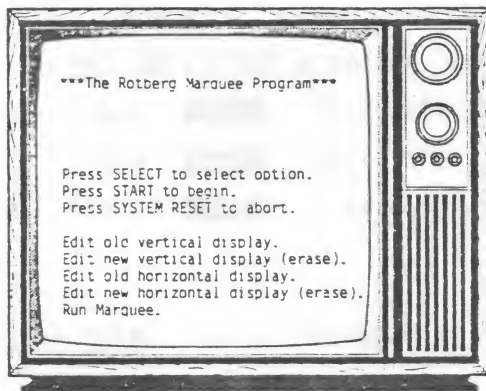 ***The Rotberg Marquee Program***
Press SELECT to select option.
Press START to begin.
Press SYSTEM RESET to abort.
Edit old vertical display.
Edit new vertical display (erase).
Edit old horizontal display.
Edit new horizontal display (erase).
Run Marquee.